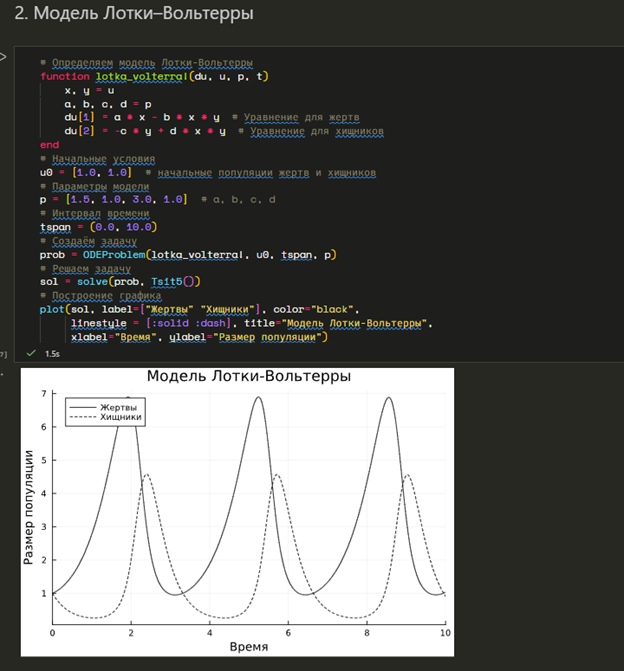 2. Модель Лотки–Вольтерры
# Определяем модель Лотки-Вольтерры
function lotka_volterra!(du, u, p, t)
x, y = u
a, b, c, d = p
du[1] = a * x - b * x * y # Уравнение для жертв
du[2] = -c * y + d * x * y # Уравнение для хищников
end
# Начальные условия
u0 = [1.0, 1.0] # начальные популяции жертв и хищников
# Параметры модели
p = [1.5, 1.0, 3.0, 1.0] # a, b, c, d
# Интервал времени
tspan = (0.0, 10.0)
# Создаём задачу
prob = ODEProblem(lotka_volterra!, u0, tspan, p)
# Решаем задачу
sol = solve(prob, Tsit5())
# Построение графика
plot(sol, label=["Жертвы" "Хищники"], color="black",
linestyle = [:solid :dash], title="Модель Лотки-Вольтерры",
xlabel="Время", ylabel="Размер популяции")
7]
1.5s
Модель Лотки-Вольтерры
Жертвы
Хищники
Размер популяции
7
6
5
4
3
2
1
0 2 4 6 8 10
Время